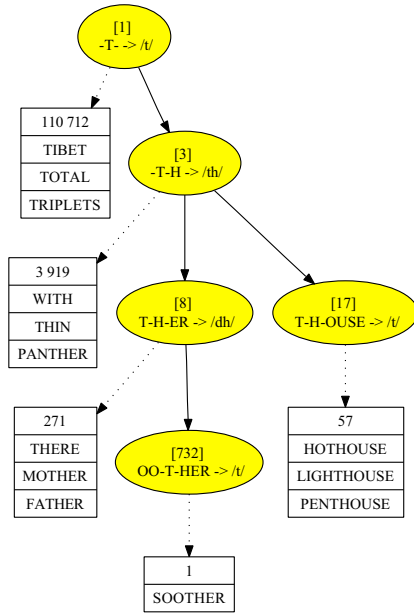 [1]
-T- -> /t/
110 712
TIBET
TOTAL
TRIPLETS
[3]
-T-H -> /th/
3 919
WITH
THIN
PANTHER
[8]
T-H-ER -> /dh/
[17]
T-H-OUSE -> /t/
271
THERE
MOTHER
FATHER
[732]
OO-T-HER -> /t/
57
HOTHOUSE
LIGHTHOUSE
PENTHOUSE
1
SOOTHER